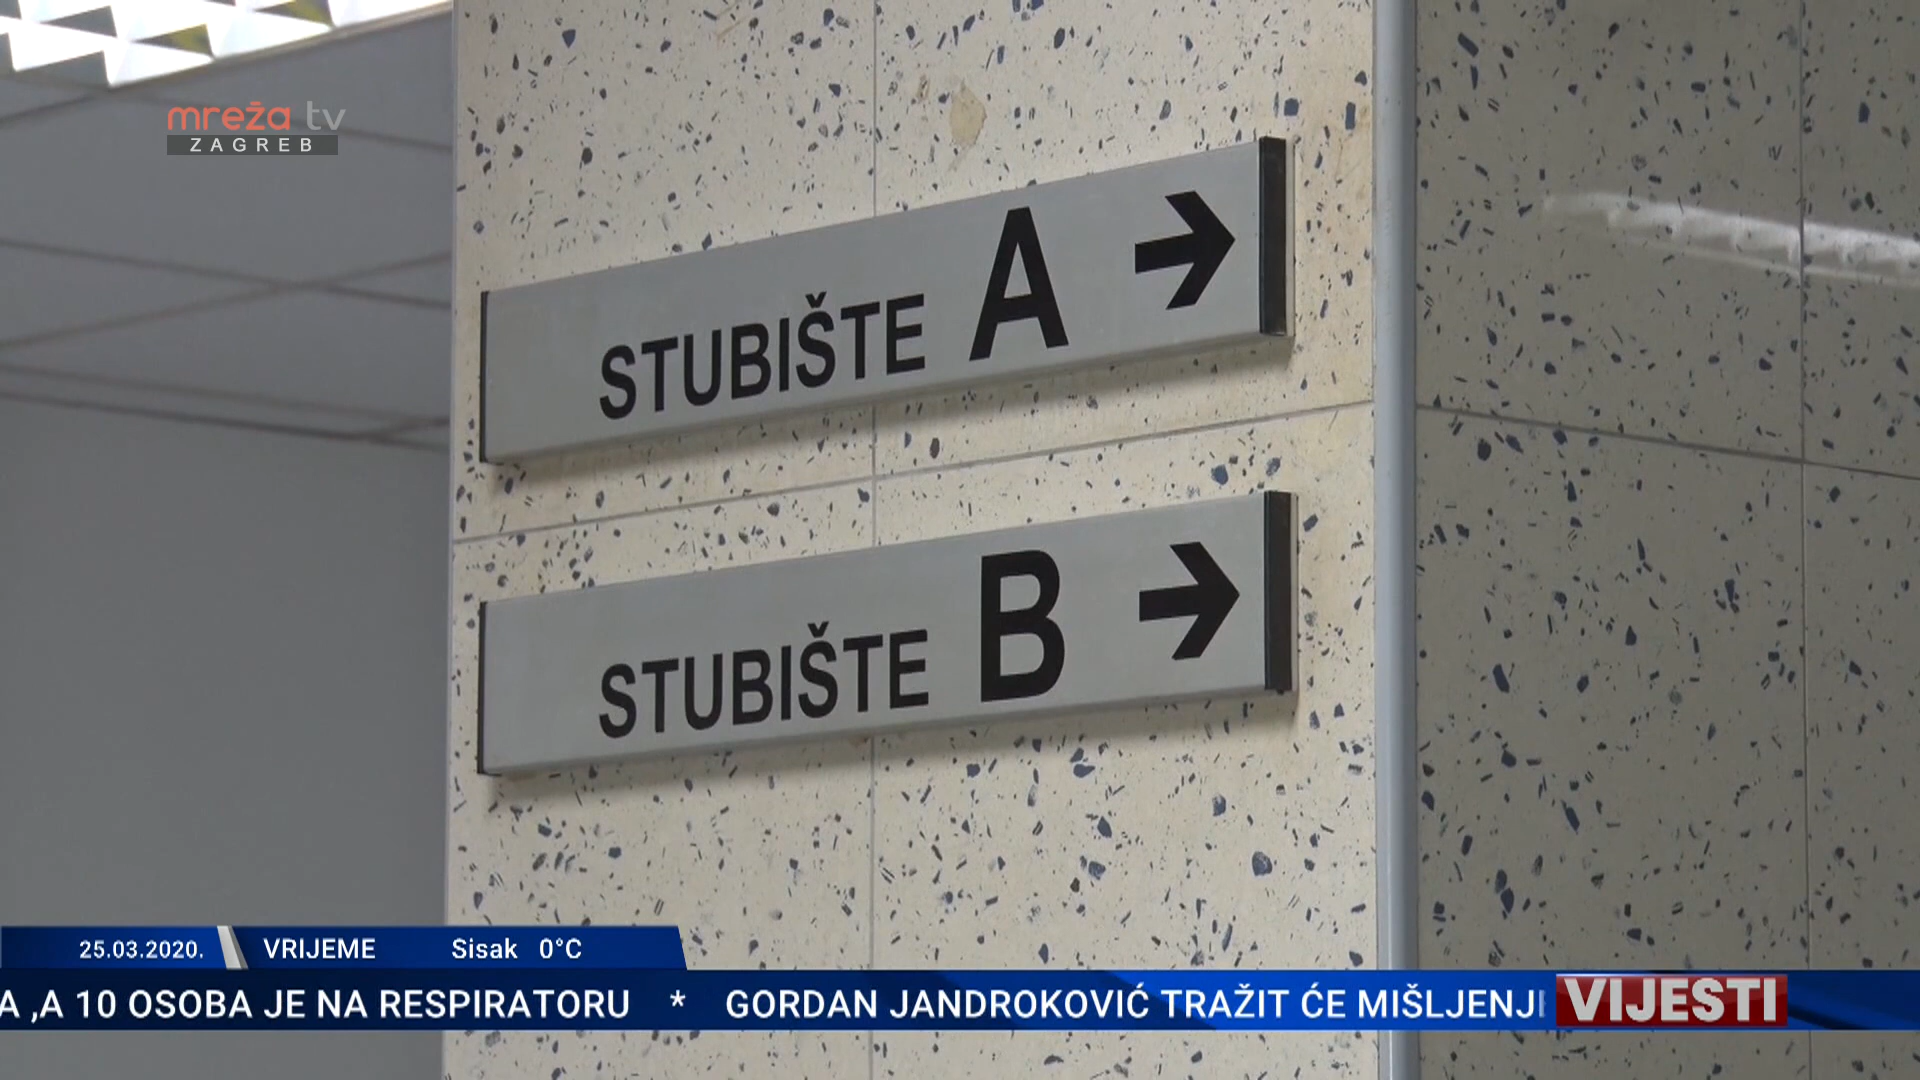 mreža tv
ZAGREB
STUBIŠTE A
STUBIŠTE B
25.03.2020. VRIJEME Sisak 0°C
A ,A 10 OSOBA JE NA RESPIRATORU * GORDAN JANDROKOVIĆ TRAŽIT ĆE MIŠLJENJ
VIJESTI